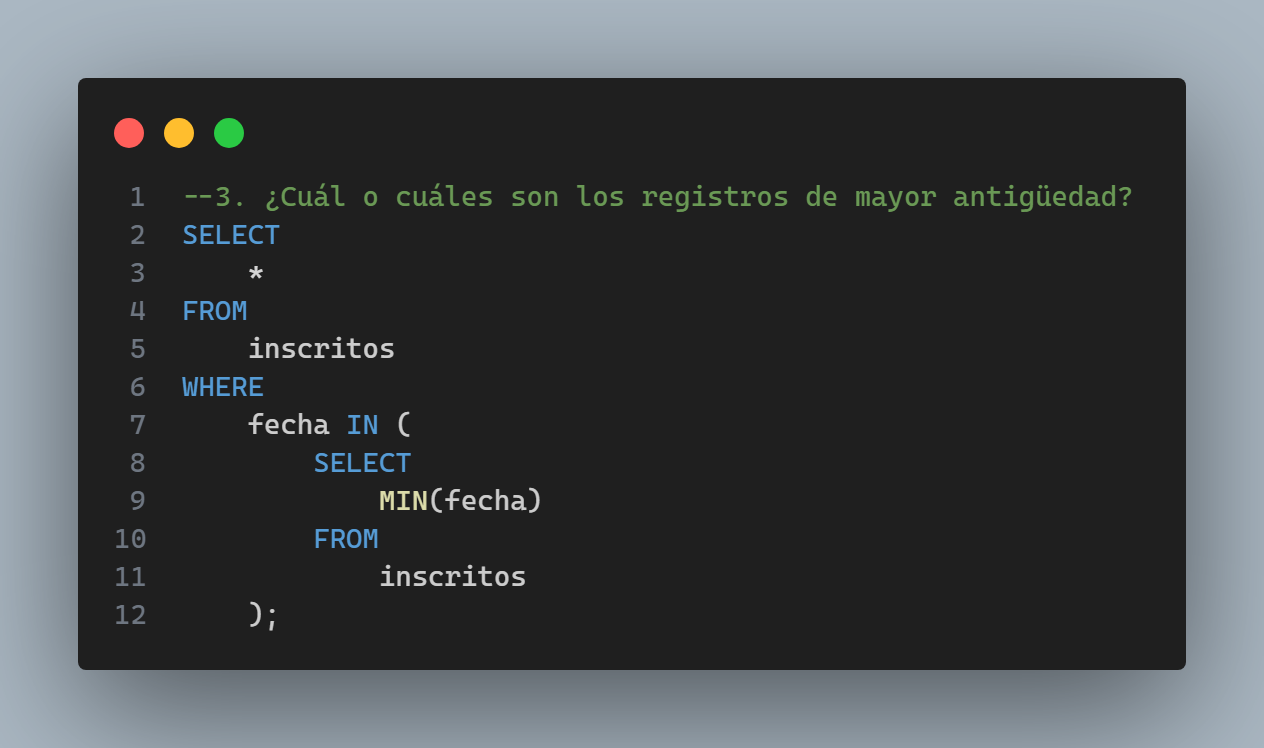 1 --3. ¿Cuál o cuáles son los registros de mayor antigüedad?
2 SELECT
3     *
4 FROM
5     inscritos
6 WHERE
7     fecha IN (
8         SELECT
9             MIN(fecha)
10         FROM
11             inscritos
12     );